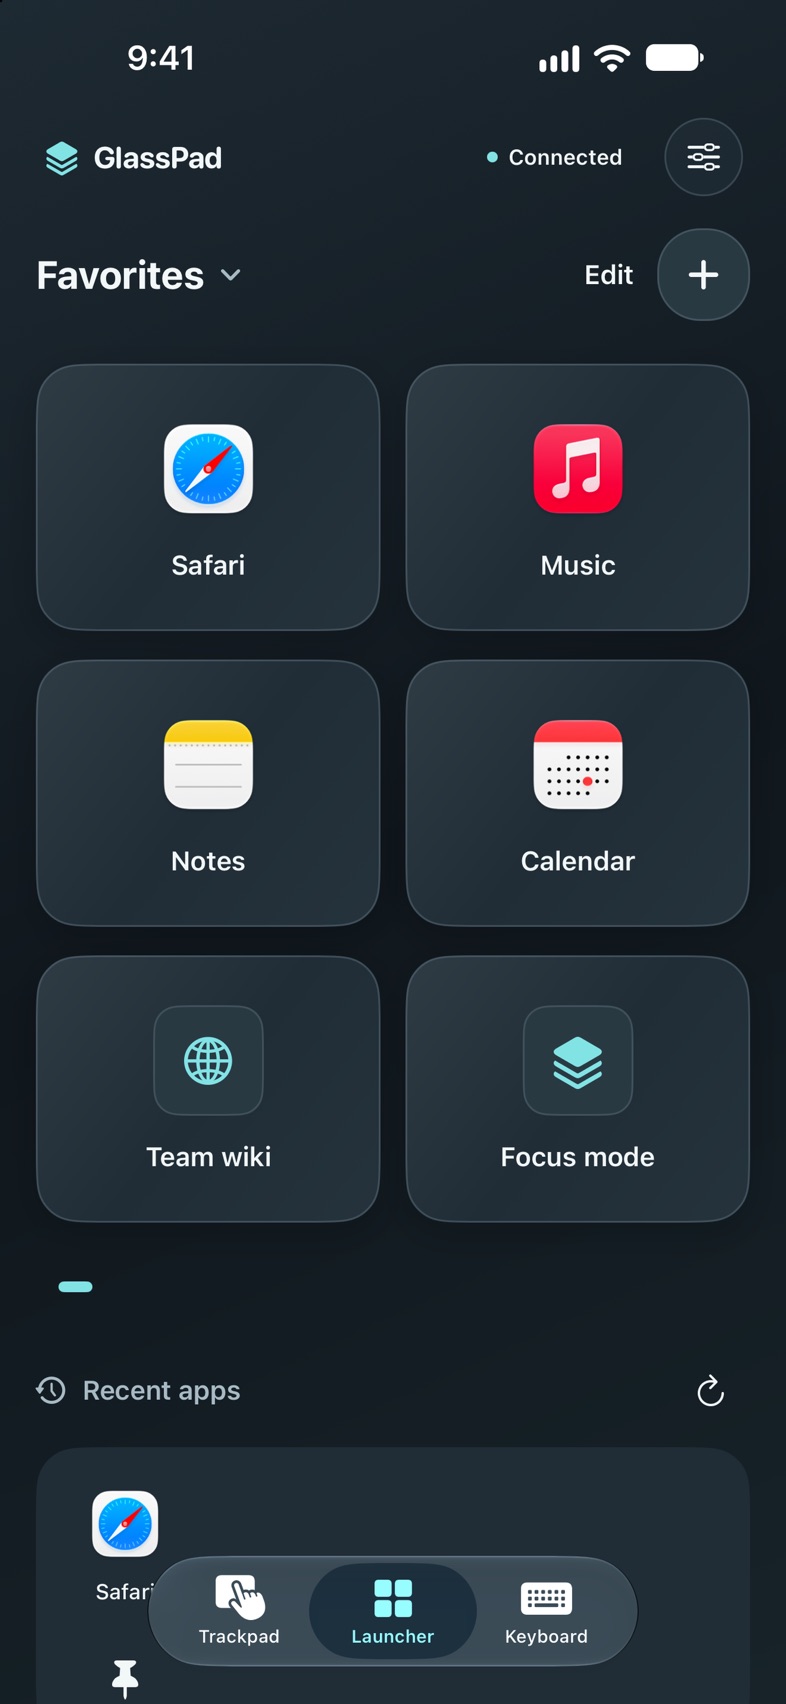 9:41
GlassPad
Connected
Favorites
Edit
Safari
Music
Notes
Calendar
Team wiki
Focus mode
Recent apps
Safari
Trackpad
Launcher
Keyboard